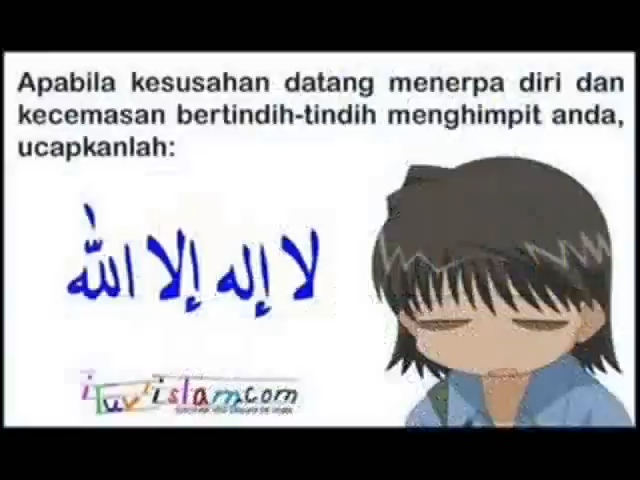 Apabila kesusahan datang menerpa diri dan
kecemasan bertindih-tindih menghimpit anda,
ucapkanlah:
لا إله إلا الله
iluvislam.com